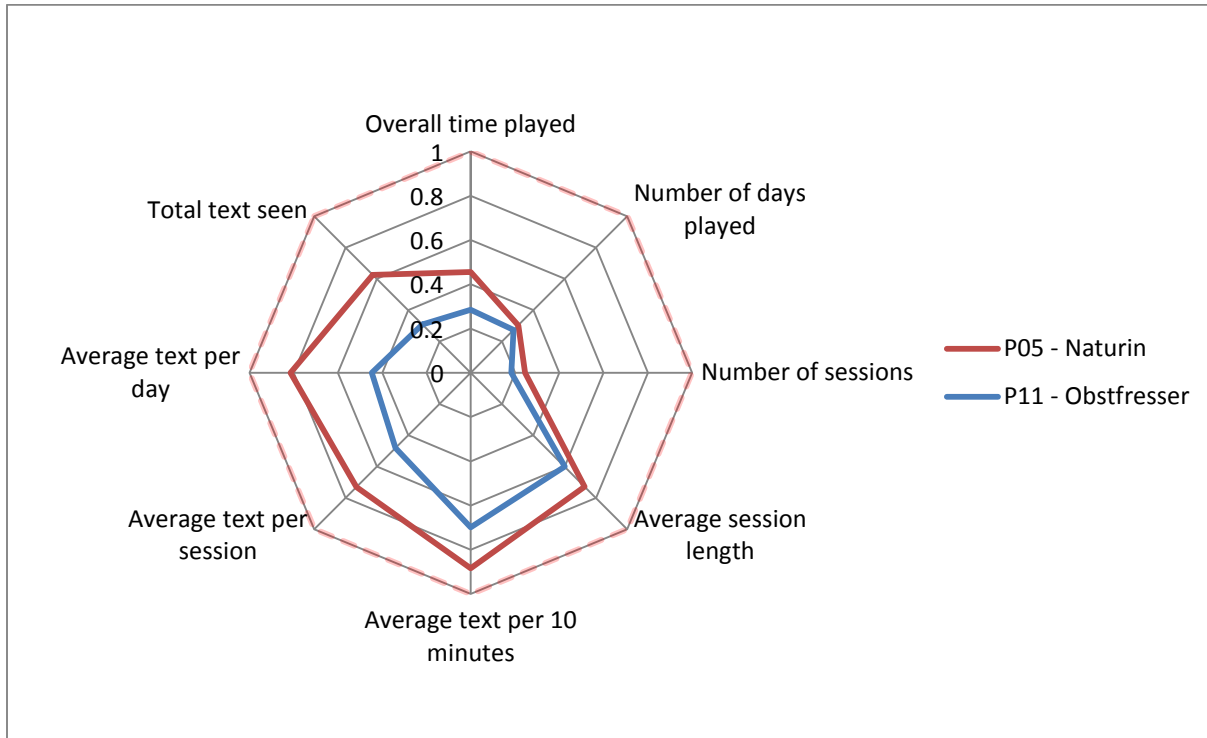 Overall time played
1
Number of days
played
Total text seen
0.8
0.6
0.4
0.2
0
Average text per
day
Number of sessions
P05 - Naturin
P11 - Obstfresser
Average text per
session
Average session
length
Average text per 10
minutes